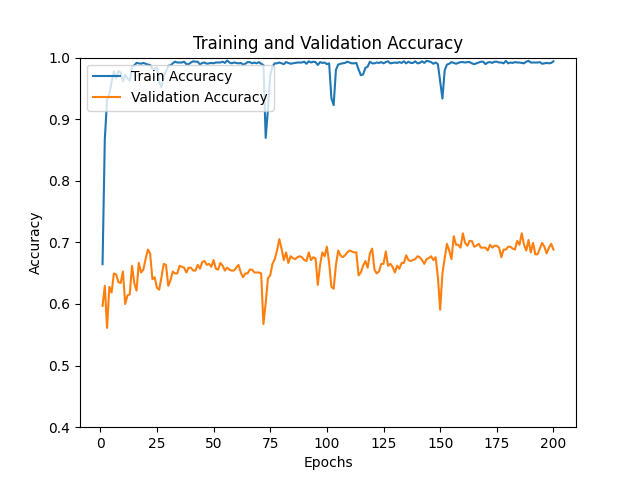 Training and Validation Accuracy
Train Accuracy
Validation Accuracy
1.0
0.9
0.8
0.7
0.6
0.5
0.4
Accuracy
0 25 50 75 100 125 150 175 200
Epochs